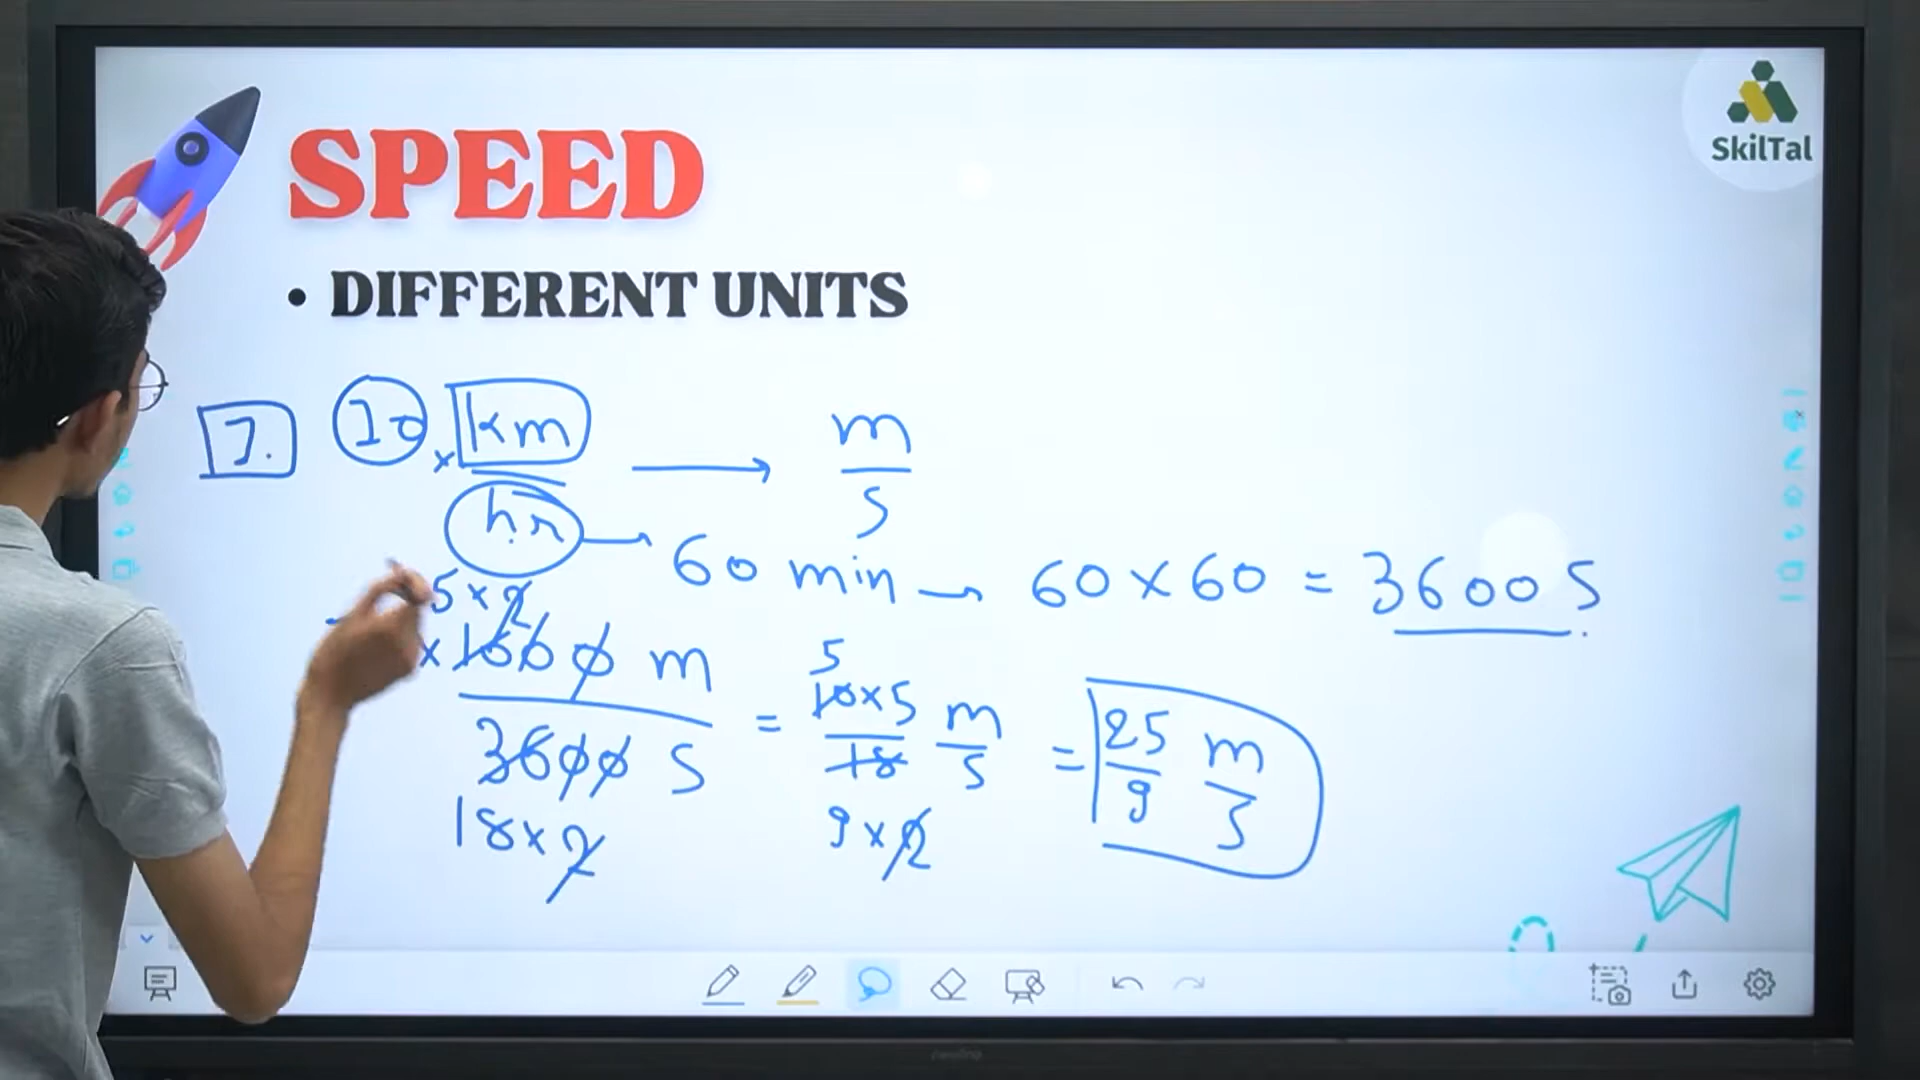 SkilTal
SPEED
• DIFFERENT UNITS
7. 10 × km / hr → m / s
hr → 60 min → 60 × 60 = 3600 s
5 × 2
× 1000 m / 3600 s = 10 × 5 / 18 m / s = 25 / 9 m / s
5
18 × 2
9 × 2